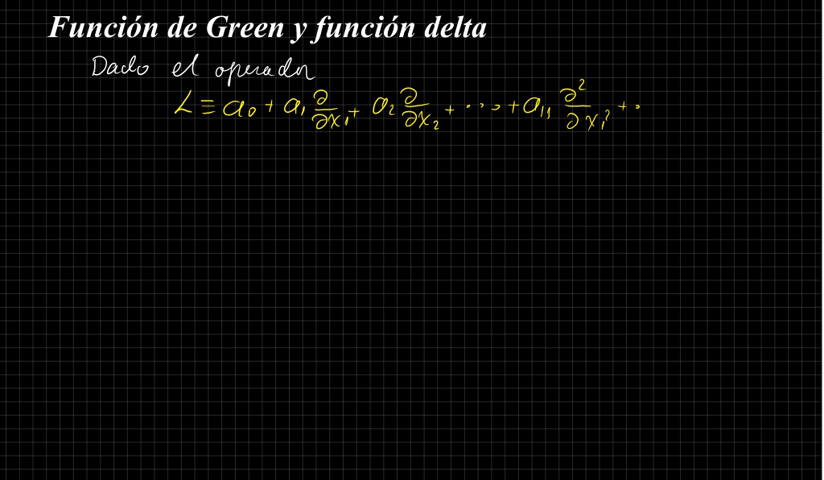 Función de Green y función delta
Dado el operador
L ≡ a₀ + a₁ ∂/∂x₁ + a₂ ∂/∂x₂ + ···· + a₁₁ ∂²/∂x₁² + ·